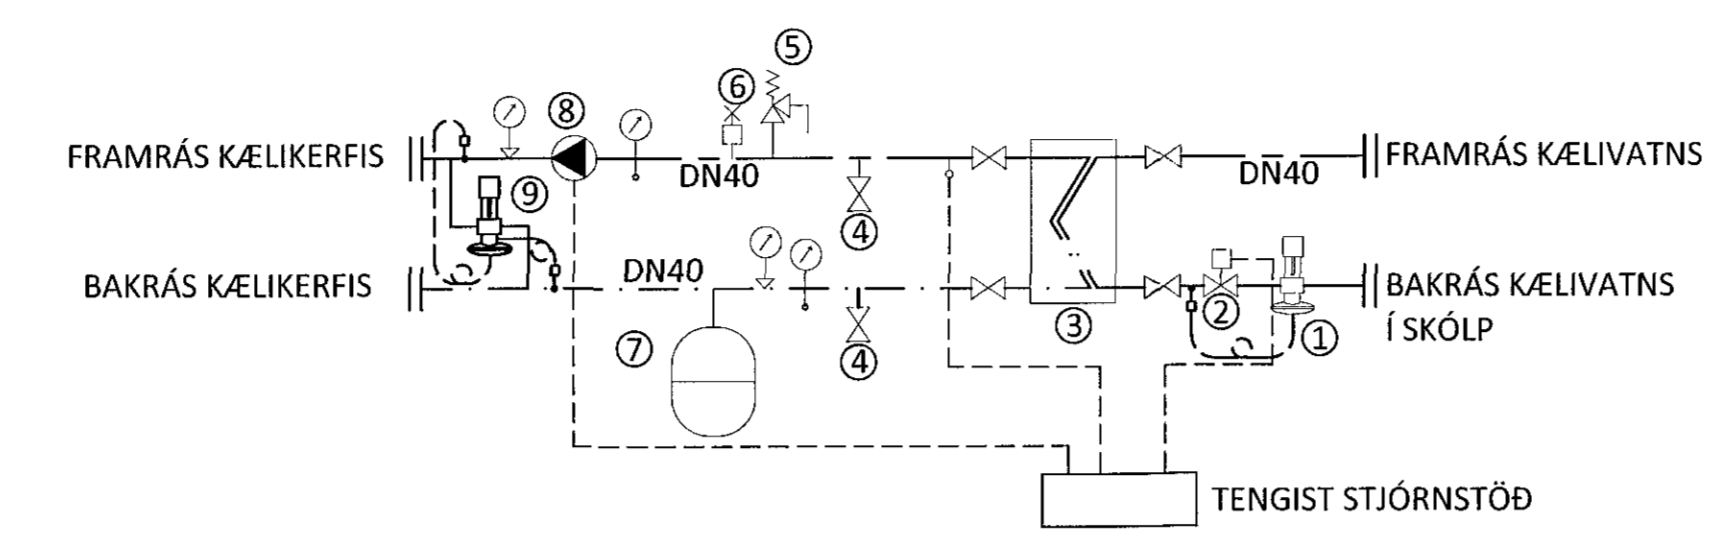 ⑤
⑥
⑧
FRAMRÁS KÆLIKERFIS
FRAMRÁS KÆLIVATNS
DN40
DN40
⑨
④
DN40
BAKRÁS KÆLIKERFIS
BAKRÁS KÆLIVATNS
Í SKÓLP
②
③
①
⑦
④
TENGIST STJÓRNSTÖÐ